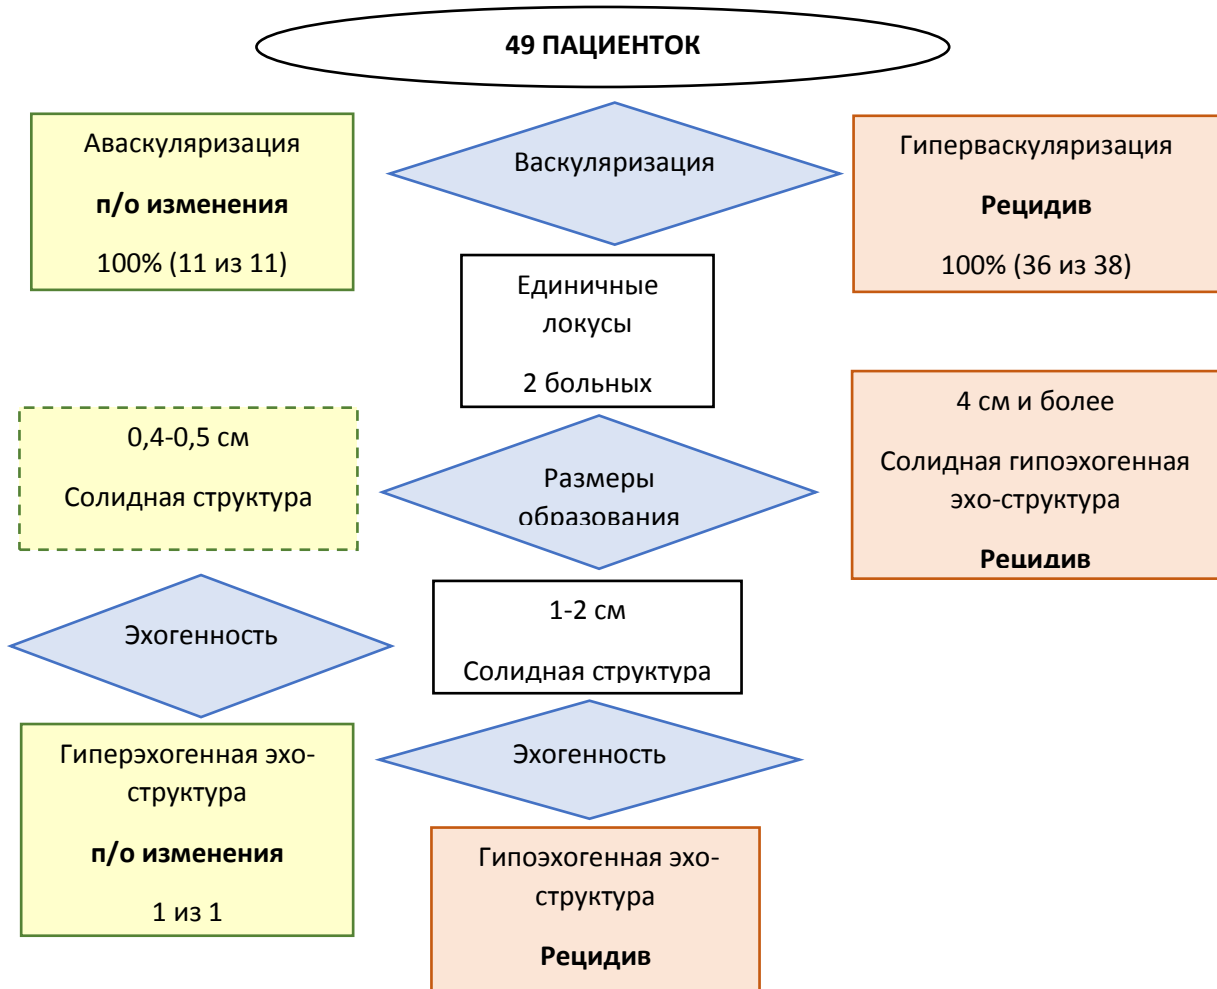 49 ПАЦИЕНТОК
Аваскуляризация
п/о изменения
100% (11 из 11)
Васкуляризация
Гиперваскуляризация
Рецидив
100% (36 из 38)
Единичные
локусы
2 больных
0,4-0,5 см
Солидная структура
Размеры
образования
4 см и более
Солидная гипоэхогенная
эхо-структура
Рецидив
Эхогенность
1-2 см
Солидная структура
Гиперэхогенная эхо-
структура
п/о изменения
1 из 1
Эхогенность
Гипоэхогенная эхо-
структура
Рецидив